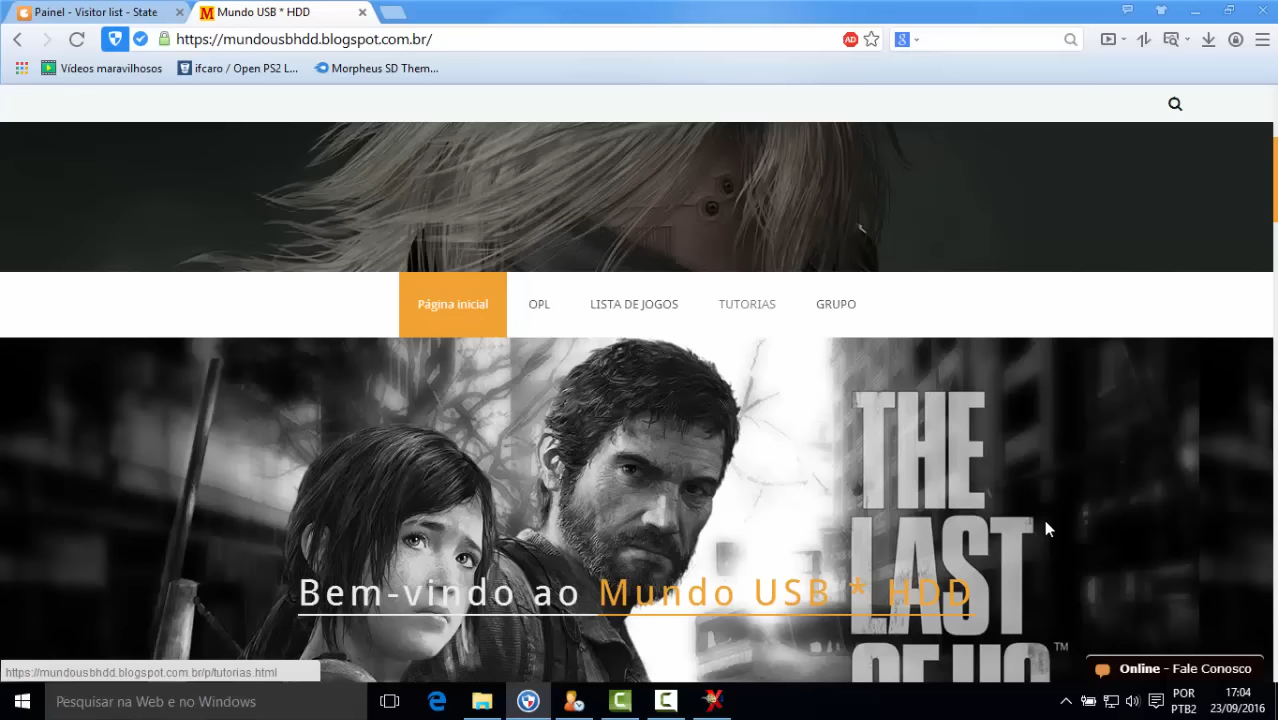 Painel - Visitor list - State
Mundo USB * HDD
https://mundousbhdd.blogspot.com.br/
Vídeos maravilhosos
ifcaro / Open PS2 L...
Morpheus SD Them...
Página inicial
OPL
LISTA DE JOGOS
TUTORIAS
GRUPO
THE
LAST
OF US™
Bem-vindo ao Mundo USB * HDD
https://mundousbhdd.blogspot.com.br/p/tutorias.html
Online - Fale Conosco
Pesquisar na Web e no Windows
POR
PTB2
17:04
23/09/2016